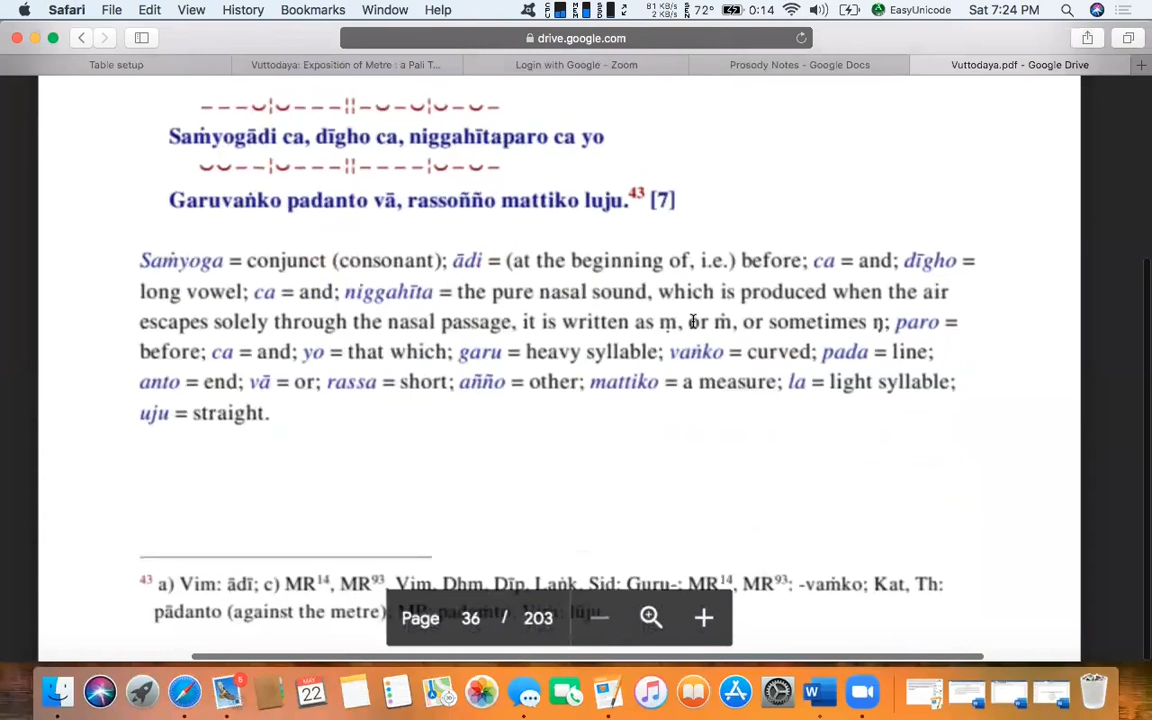 Safari File Edit View History Bookmarks Window Help 81 KB/s 2 KB/s 72° 0:14 EasyUnicode Sat 7:24 PM
drive.google.com
Table setup Vuttodaya: Exposition of Metre : a Pali T... Login with Google - Zoom Prosody Notes - Google Docs Vuttodaya.pdf - Google Drive
−−−⏑¦⏑−−−||−⏑−⏑¦⏑−⏑−
Saṁyogādi ca, dīgho ca, niggahītaparo ca yo
⏑⏑−−¦⏑−−−||−−−−¦⏑−⏑−
Garuvaṅko padanto vā, rassoñño mattiko luju.43 [7]
Saṁyoga = conjunct (consonant); ādi = (at the beginning of, i.e.) before; ca = and; dīgho =
long vowel; ca = and; niggahīta = the pure nasal sound, which is produced when the air
escapes solely through the nasal passage, it is written as ṃ, or ṁ, or sometimes ŋ; paro =
before; ca = and; yo = that which; garu = heavy syllable; vaṅko = curved; pada = line;
anto = end; vā = or; rassa = short; añño = other; mattiko = a measure; la = light syllable;
uju = straight.
43 a) Vim: ādī; c) MR14, MR93, Vim, Dhm, Dīp, Laṅk, Sid: Guru-; MR14, MR93: -vaṁko; Kat, Th:
pādanto (against the metre)
Page 36 / 203
MAY 22
5